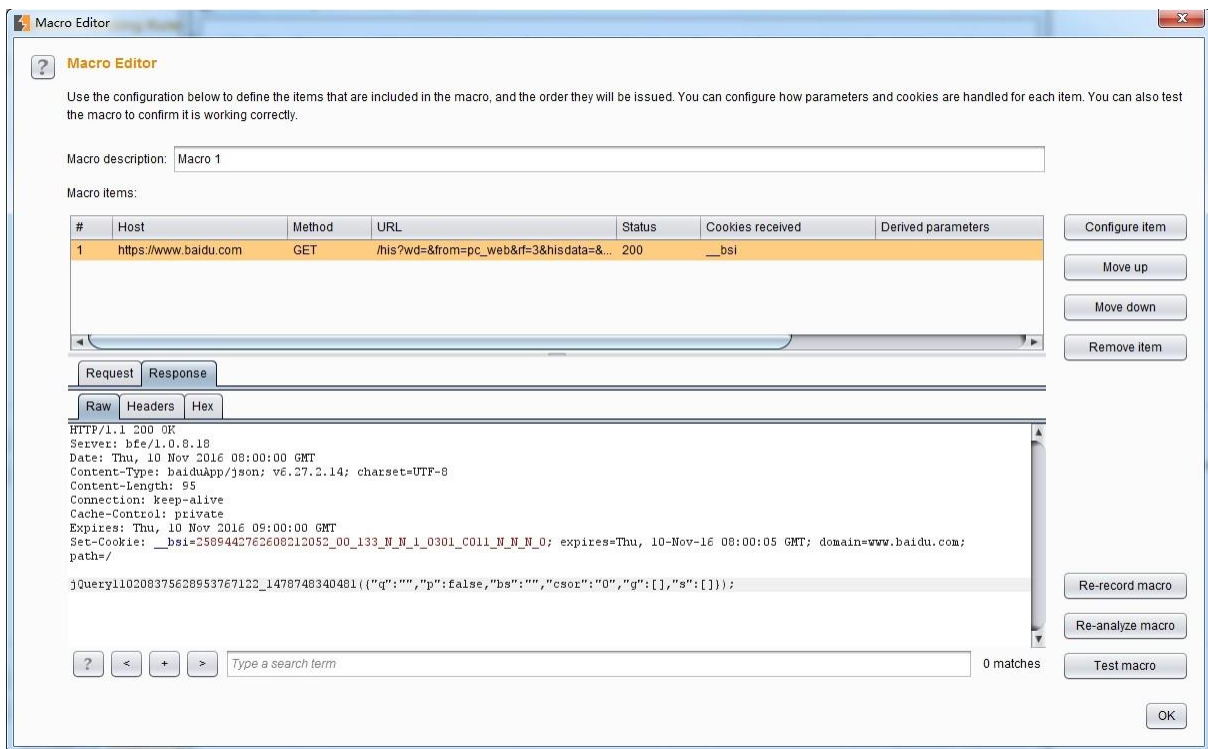 Macro Editor
x
?
Macro Editor
Use the configuration below to define the items that are included in the macro, and the order they will be issued. You can configure how parameters and cookies are handled for each item. You can also test
the macro to confirm it is working correctly.
Macro description: Macro 1
Macro items:
# Host Method URL Status Cookies received Derived parameters
1 https://www.baidu.com GET /his?wd=&from=pc_web&rf=3&hisdata=&... 200 __bsi
Configure item
Move up
Move down
Remove item
Request Response
Raw Headers Hex
HTTP/1.1 200 OK
Server: bfe/1.0.8.18
Date: Thu, 10 Nov 2016 08:00:00 GMT
Content-Type: baiduApp/json; v6.27.2.14; charset=UTF-8
Content-Length: 95
Connection: keep-alive
Cache-Control: private
Expires: Thu, 10 Nov 2016 09:00:00 GMT
Set-Cookie: __bsi=2589442762608212052_00_133_N_N_1_0301_C011_N_N_N_0; expires=Thu, 10-Nov-16 08:00:05 GMT; domain=www.baidu.com;
path=/
jQuery110208375628953767122_1478748340481({"q":"","p":false,"bs":"","csor":"0","g":[],"s":[]});
Re-record macro
Re-analyze macro
Test macro
? < + > Type a search term 0 matches
OK